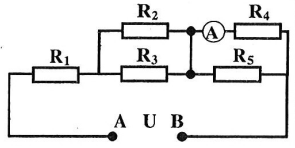 R₂ R₄
A
R₁ R₃ R₅
A U B